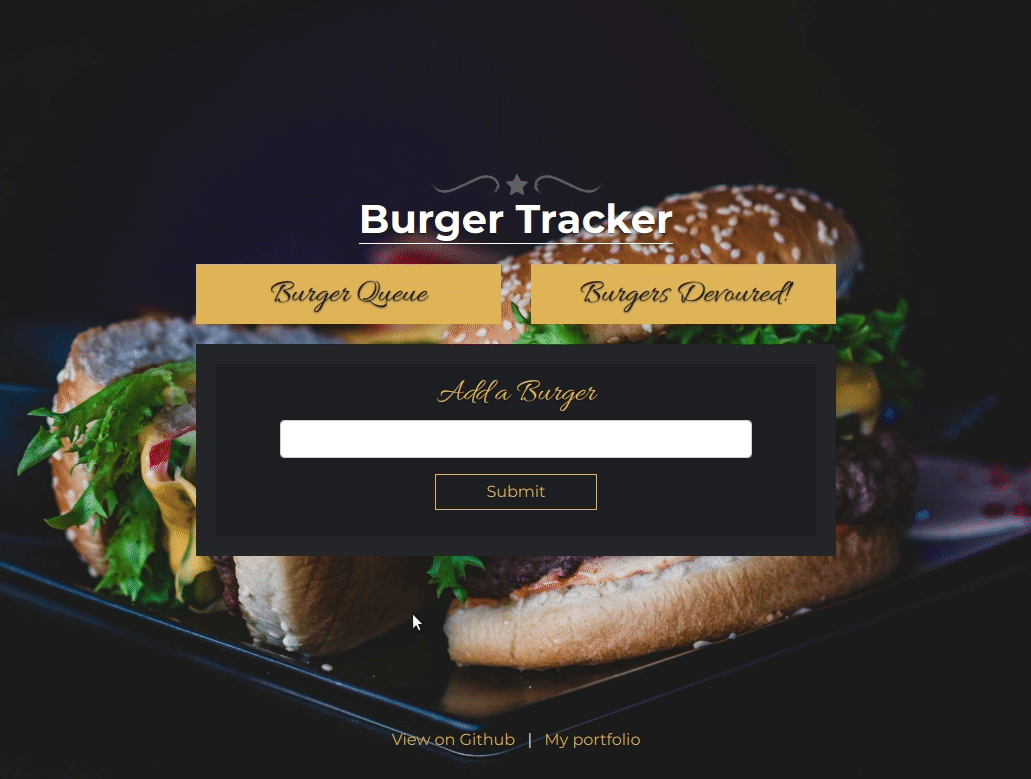 Burger Tracker
Burger Queue
Burgers Devoured!
Add a Burger
Submit
View on Github | My portfolio